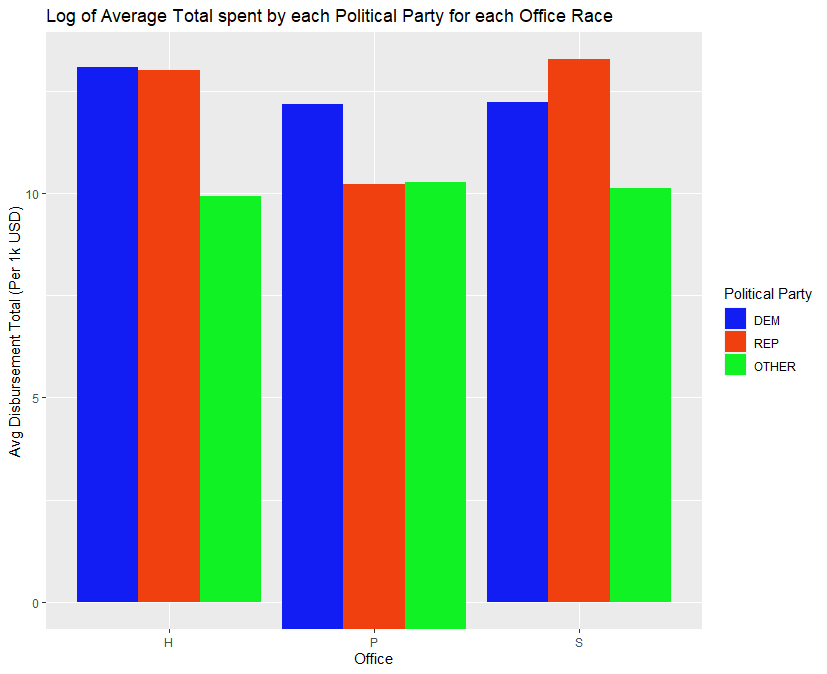 Log of Average Total spent by each Political Party for each Office Race
Avg Disbursement Total (Per 1k USD)
10
5
0
H
P
S
Office
Political Party
DEM
REP
OTHER